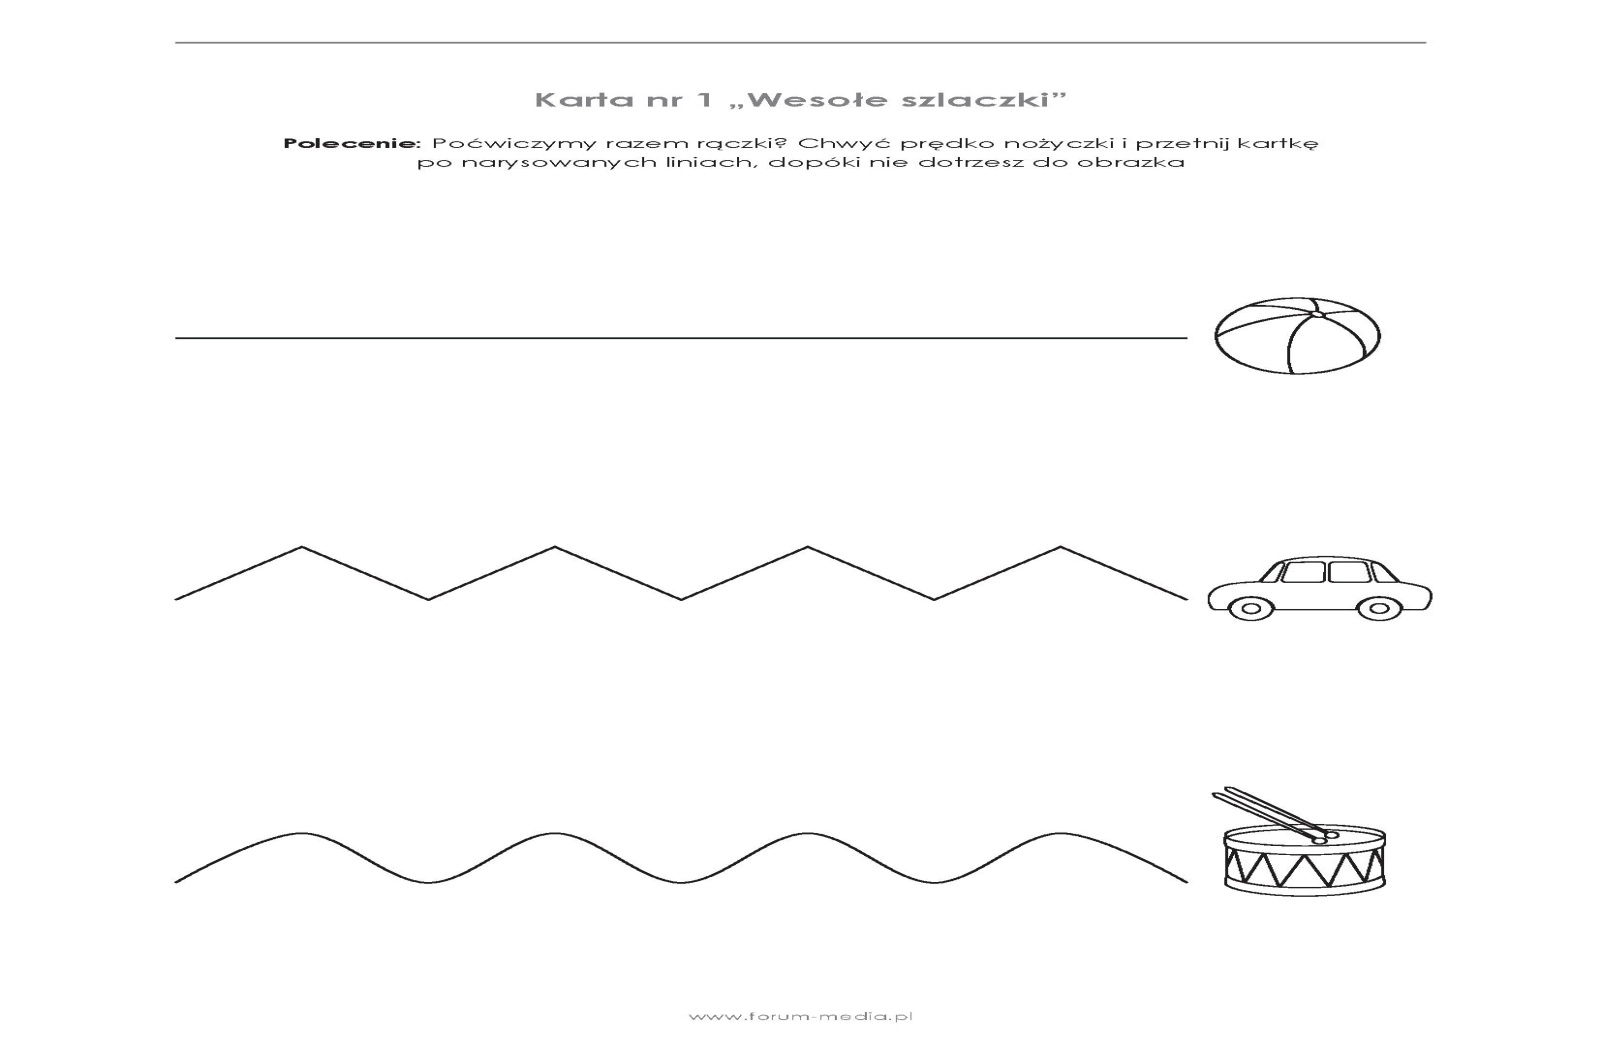 Karta nr 1 „Wesołe szlaczki”
Polecenie: Poćwiczymy razem rączki? Chwyć prędko nożyczki i przetnij kartkę
po narysowanych liniach, dopóki nie dotrzesz do obrazka
www.forum-media.pl